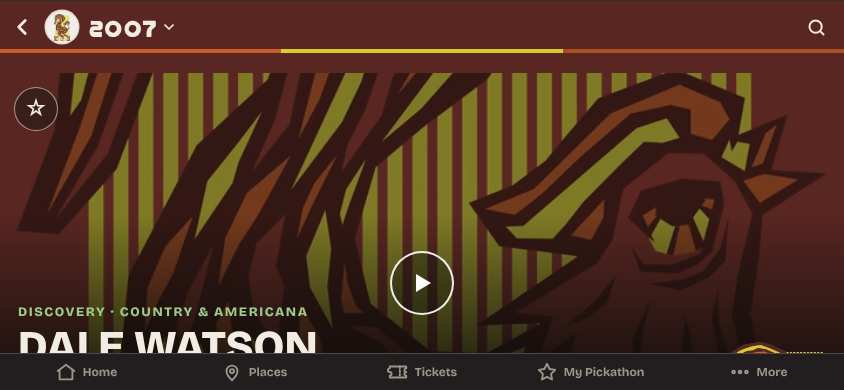 2007
DISCOVERY · COUNTRY & AMERICANA
DALE WATSON
Home
Places
Tickets
My Pickathon
More